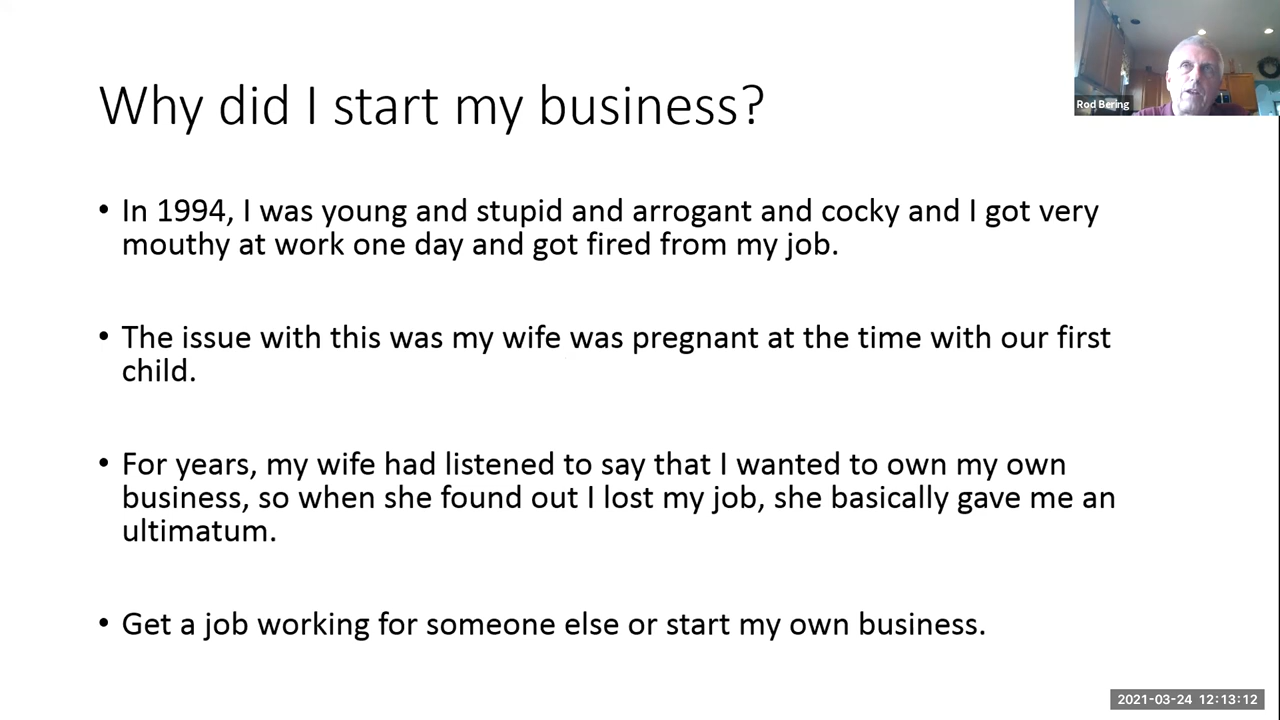 Why did I start my business?
Rod Bering
• In 1994, I was young and stupid and arrogant and cocky and I got very
mouthy at work one day and got fired from my job.
• The issue with this was my wife was pregnant at the time with our first
child.
• For years, my wife had listened to say that I wanted to own my own
business, so when she found out I lost my job, she basically gave me an
ultimatum.
• Get a job working for someone else or start my own business.
2021-03-24 12:13:12